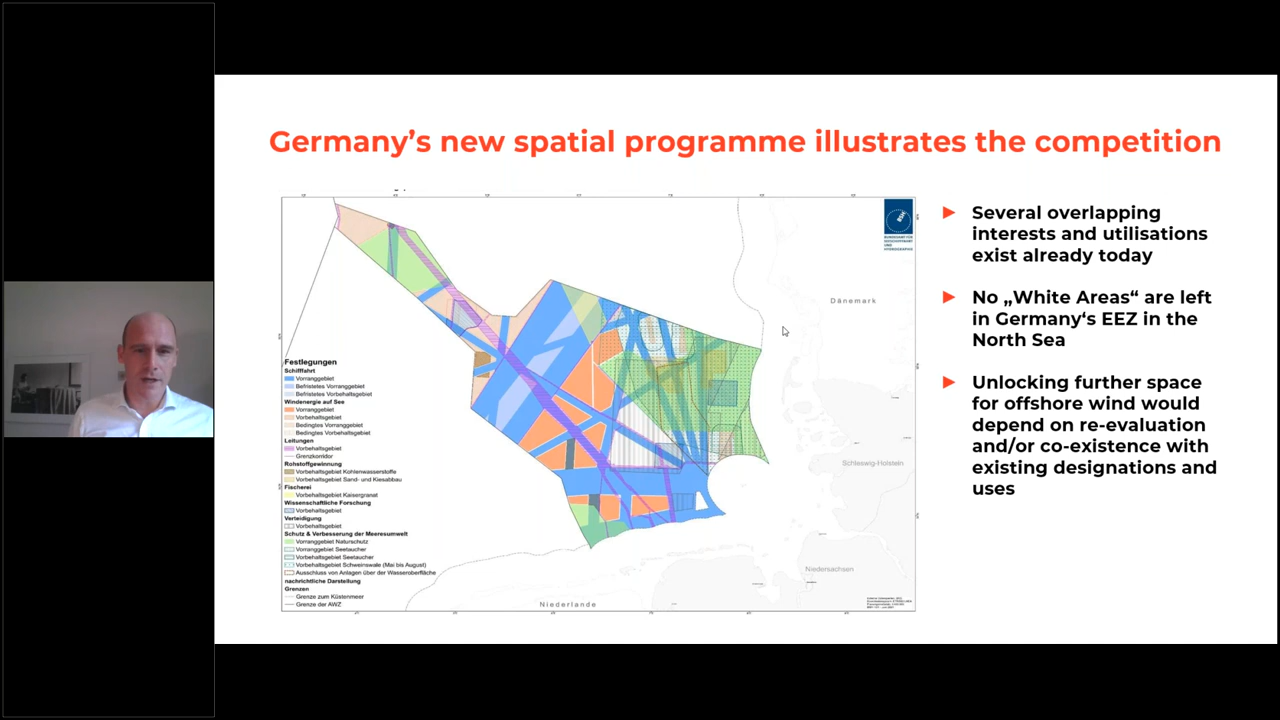 Germany’s new spatial programme illustrates the competition
BUNDESAMT FÜR
SEESCHIFFFAHRT
UND
HYDROGRAPHIE
Dänemark
Schleswig-Holstein
Niedersachsen
Niederlande
Festlegungen
Schifffahrt
Vorranggebiet
Befristetes Vorranggebiet
Befristetes Vorbehaltsgebiet
Windenergie auf See
Vorranggebiet
Vorbehaltsgebiet
Bedingtes Vorranggebiet
Bedingtes Vorbehaltsgebiet
Leitungen
Vorbehaltsgebiet
Grenzkorridor
Rohstoffgewinnung
Vorbehaltsgebiet Kohlenwasserstoffe
Vorbehaltsgebiet Sand- und Kiesabbau
Fischerei
Vorbehaltsgebiet Kaisergranat
Wissenschaftliche Forschung
Vorbehaltsgebiet
Verteidigung
Vorbehaltsgebiet
Schutz & Verbesserung der Meeresumwelt
Vorranggebiet Naturschutz
Vorranggebiet Seetaucher
Vorbehaltsgebiet Seetaucher
Vorbehaltsgebiet Schweinswale (Mai bis August)
Ausschluss von Anlagen über der Wasseroberfläche
nachrichtliche Darstellung
Grenzen
Grenze zum Küstenmeer
Grenze der AWZ
Several overlapping
interests and utilisations
exist already today
No „White Areas“ are left
in Germany‘s EEZ in the
North Sea
Unlocking further space
for offshore wind would
depend on re-evaluation
and/or co-existence with
existing designations and
uses